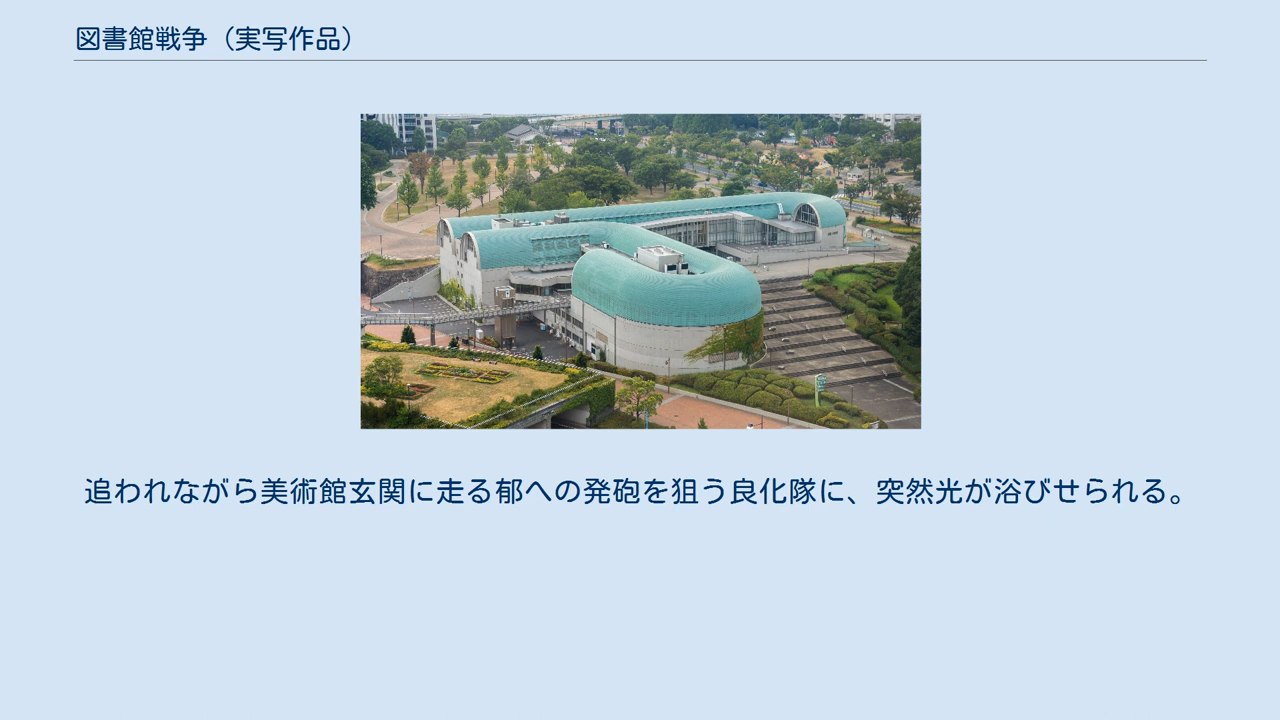 図書館戦争（実写作品）
追われながら美術館玄関に走る郁への発砲を狙う良化隊に、突然光が浴びせられる。